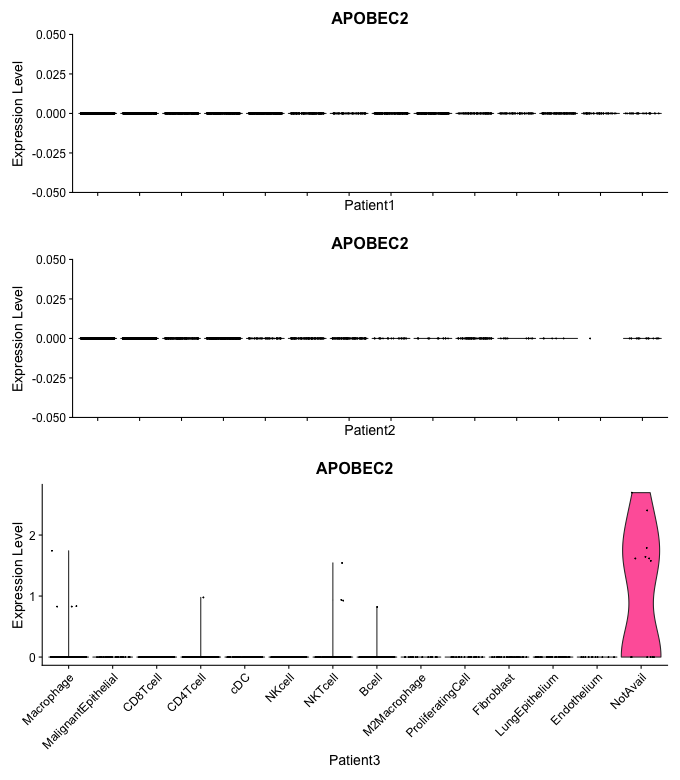 APOBEC2
Expression Level
0.050
0.025
0.000
-0.025
-0.050
Patient1
APOBEC2
Expression Level
0.050
0.025
0.000
-0.025
-0.050
Patient2
APOBEC2
Expression Level
2
1
0
Macrophage
MalignantEpithelial
CD8Tcell
CD4Tcell
cDC
NKcell
NKTcell
Bcell
M2Macrophage
ProliferatingCell
Fibroblast
LungEpithelium
Endothelium
NotAvail
Patient3